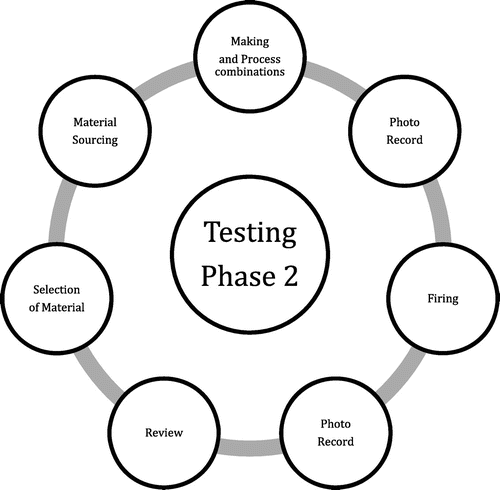 Making
and Process
combinations
Photo
Record
Firing
Photo
Record
Review
Selection
of Material
Material
Sourcing
Testing
Phase 2